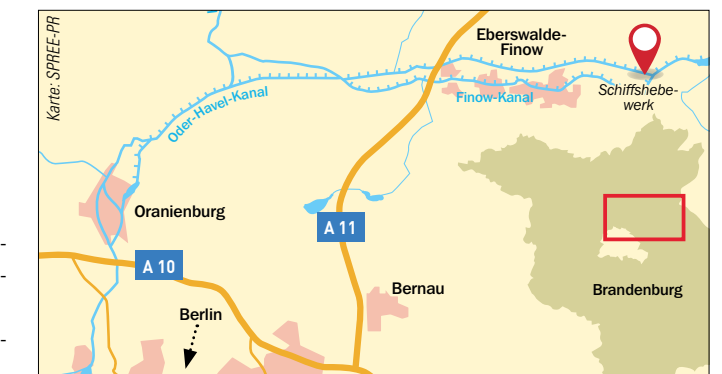 Karte: SPREE-PR
Eberswalde-
Finow
Schiffshebe-
werk
Oder-Havel-Kanal
Finow-Kanal
Oranienburg
A 11
A 10
Bernau
Brandenburg
Berlin